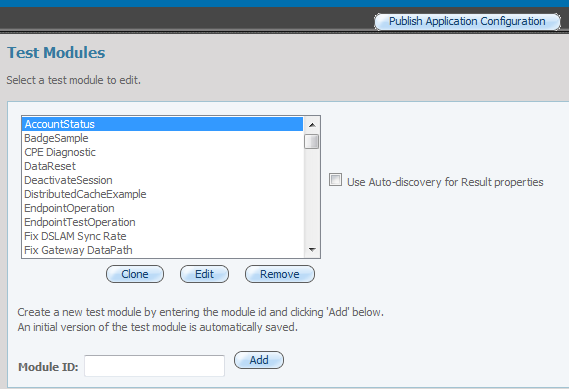 Publish Application Configuration
Test Modules
Select a test module to edit.
AccountStatus
BadgeSample
CPE Diagnostic
DataReset
DeactivateSession
DistributedCacheExample
EndpointOperation
EndpointTestOperation
Fix DSLAM Sync Rate
Fix Gateway DataPath
Use Auto-discovery for Result properties
Clone Edit Remove
Create a new test module by entering the module id and clicking 'Add' below.
An initial version of the test module is automatically saved.
Module ID: Add